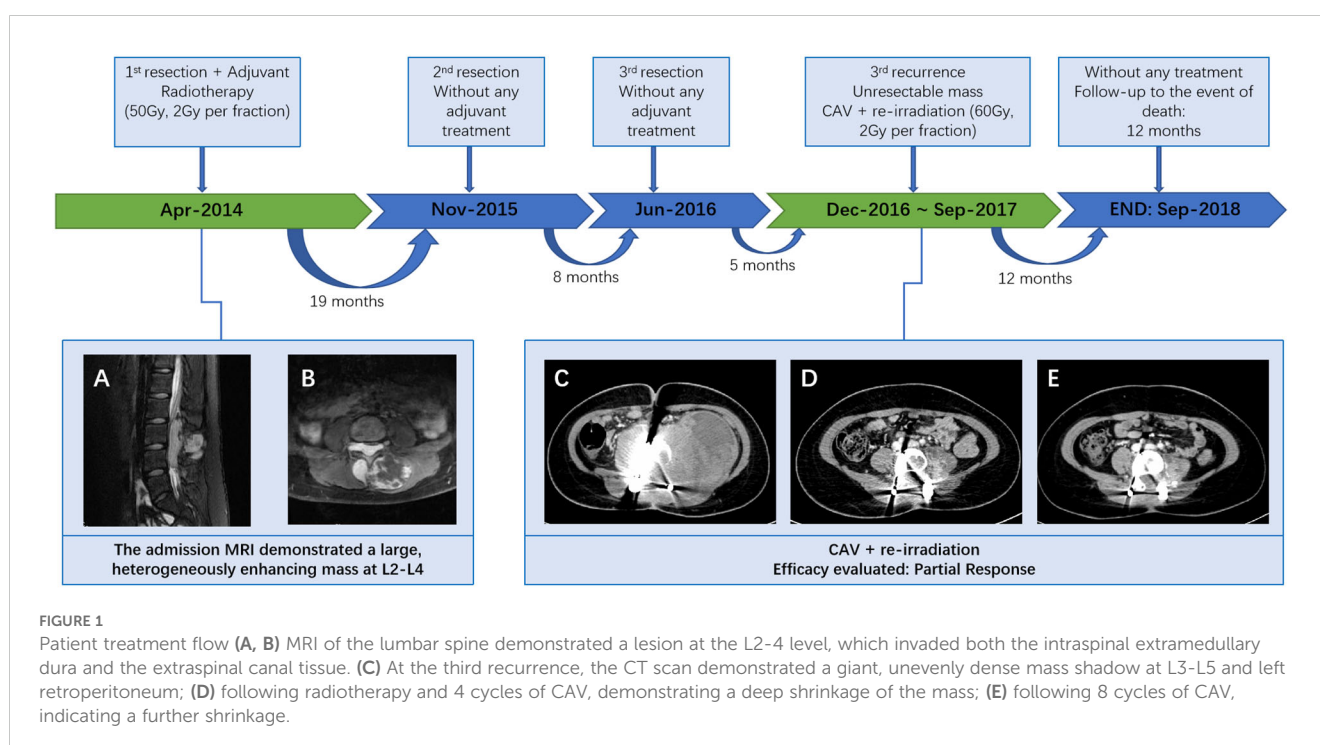 1st resection + Adjuvant
Radiotherapy
(50Gy, 2Gy per fraction)
2nd resection
Without any
adjuvant
treatment
3rd resection
Without any
adjuvant
treatment
3rd recurrence
Unresectable mass
CAV + re-irradiation (60Gy,
2Gy per fraction)
Without any treatment
Follow-up to the event of
death:
12 months
Apr-2014
Nov-2015
Jun-2016
Dec-2016 ~ Sep-2017
END: Sep-2018
19 months
8 months
5 months
12 months
A
B
C
D
E
The admission MRI demonstrated a large,
heterogeneously enhancing mass at L2-L4
CAV + re-irradiation
Efficacy evaluated: Partial Response
FIGURE 1
Patient treatment flow (A, B) MRI of the lumbar spine demonstrated a lesion at the L2-4 level, which invaded both the intraspinal extramedullary
dura and the extraspinal canal tissue. (C) At the third recurrence, the CT scan demonstrated a giant, unevenly dense mass shadow at L3-L5 and left
retroperitoneum; (D) following radiotherapy and 4 cycles of CAV, demonstrating a deep shrinkage of the mass; (E) following 8 cycles of CAV,
indicating a further shrinkage.